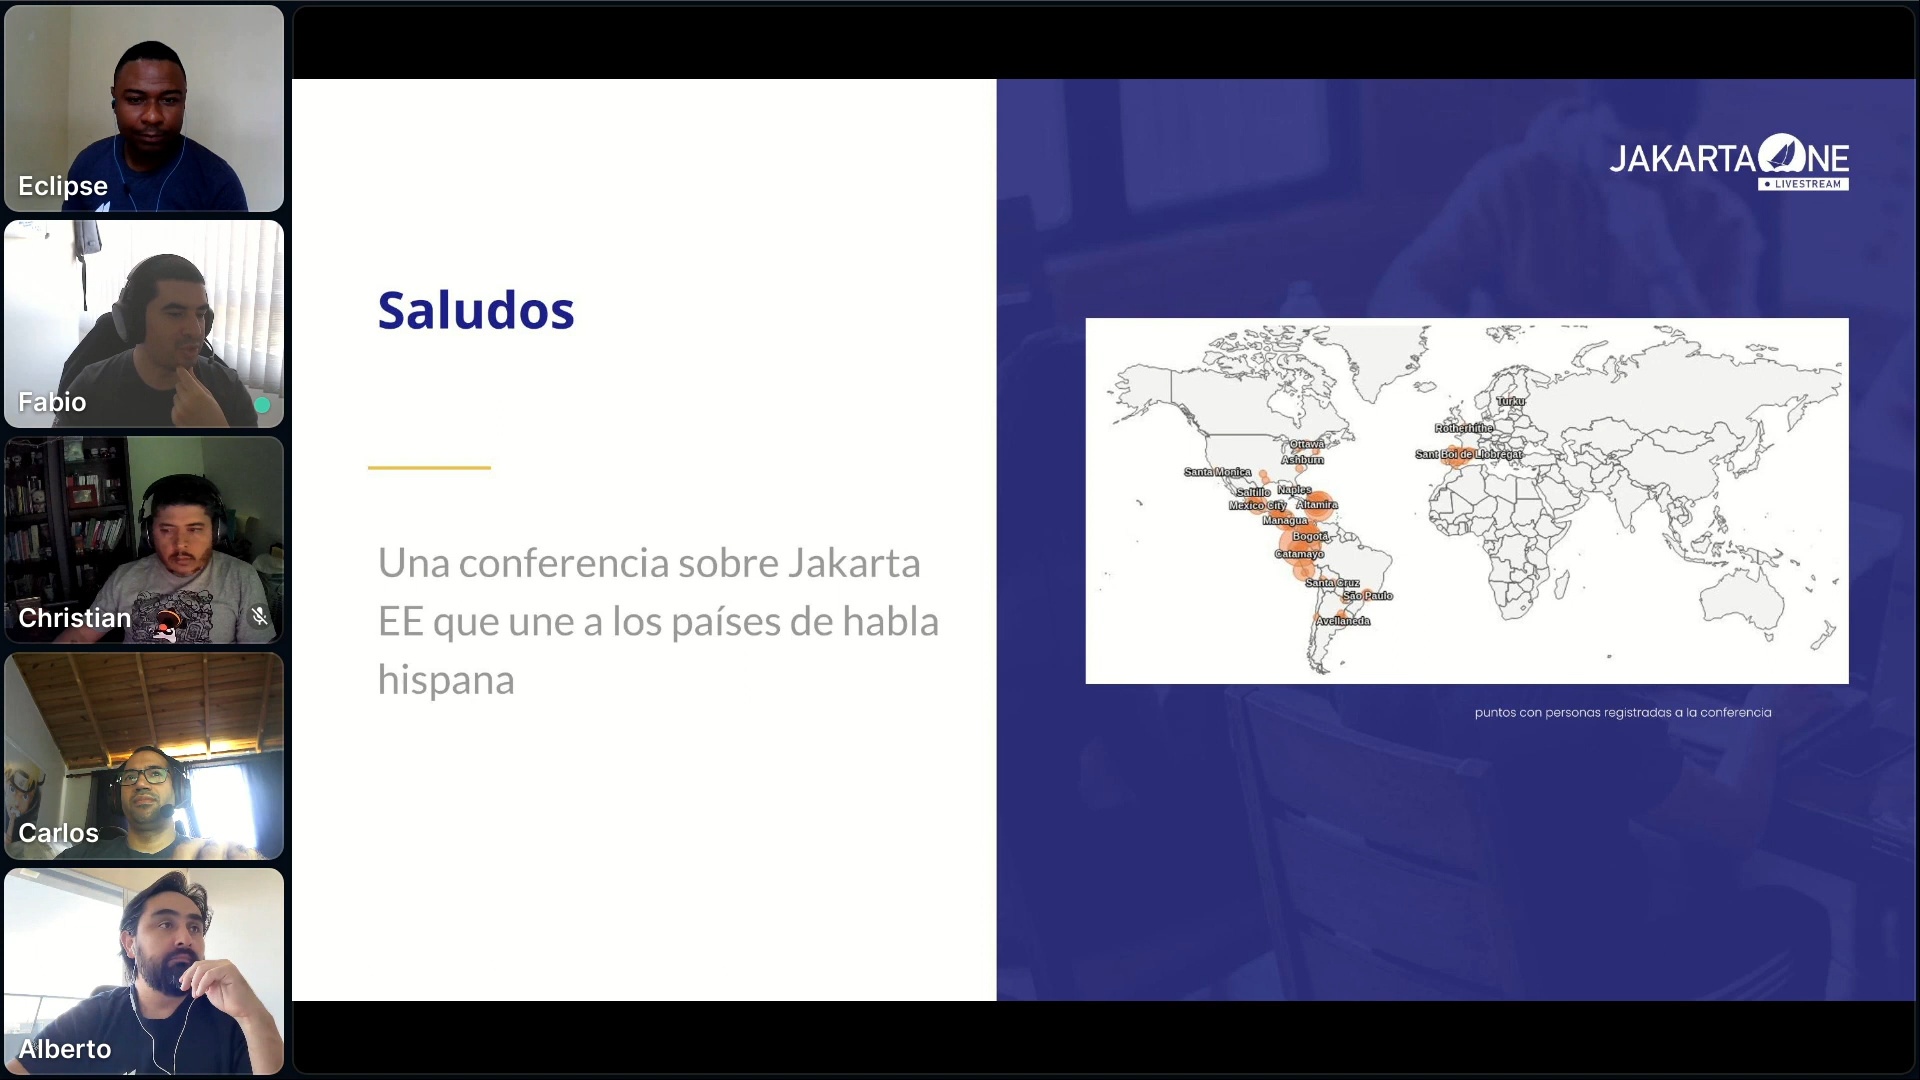 Eclipse
Fabio
Christian
Carlos
Alberto
Saludos
Una conferencia sobre Jakarta
EE que une a los países de habla
hispana
JAKARTA ONE
LIVESTREAM
Turku
Rotherhithe
Sant Boi de Llobregat
Ottawa
Ashburn
Santa Monica
Saltillo
Naples
Mexico City
Altamira
Managua
Bogotá
Catamayo
Santa Cruz
São Paulo
Avellaneda
puntos con personas registradas a la conferencia